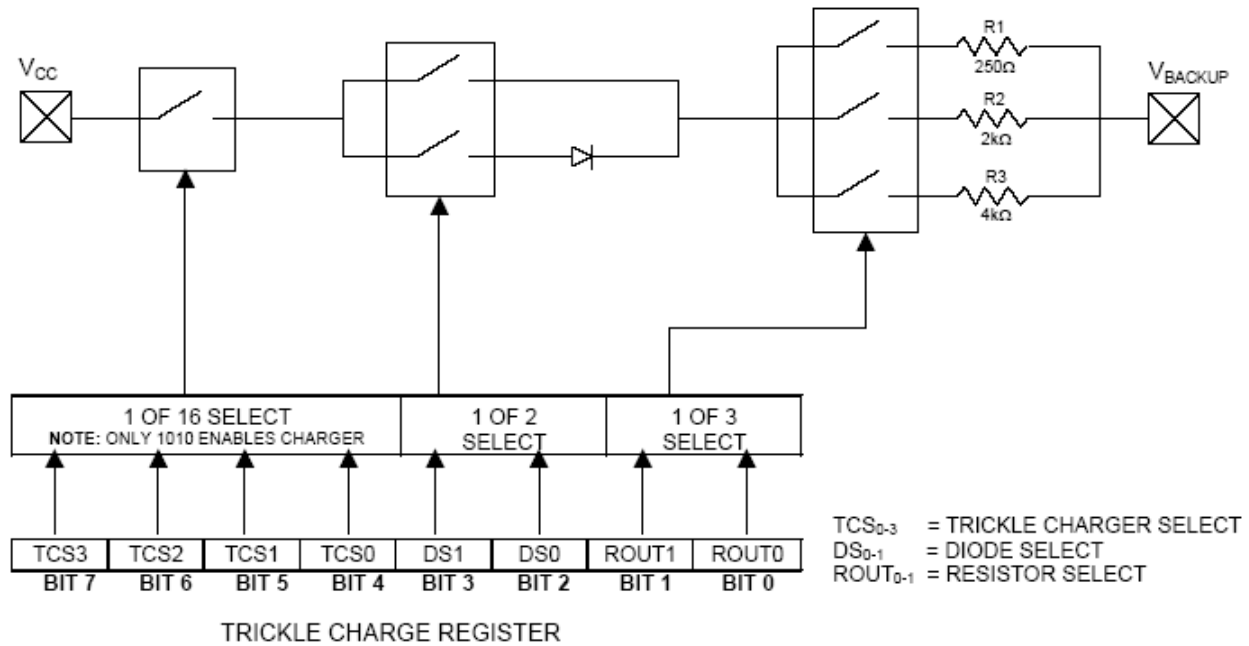 V_CC
R1
250Ω
V_BACKUP
R2
2kΩ
R3
4kΩ
1 OF 16 SELECT
NOTE: ONLY 1010 ENABLES CHARGER
1 OF 2
SELECT
1 OF 3
SELECT
TCS3 TCS2 TCS1 TCS0 DS1 DS0 ROUT1 ROUT0
BIT 7 BIT 6 BIT 5 BIT 4 BIT 3 BIT 2 BIT 1 BIT 0
TCS0-3 = TRICKLE CHARGER SELECT
DS0-1 = DIODE SELECT
ROUT0-1 = RESISTOR SELECT
TRICKLE CHARGE REGISTER